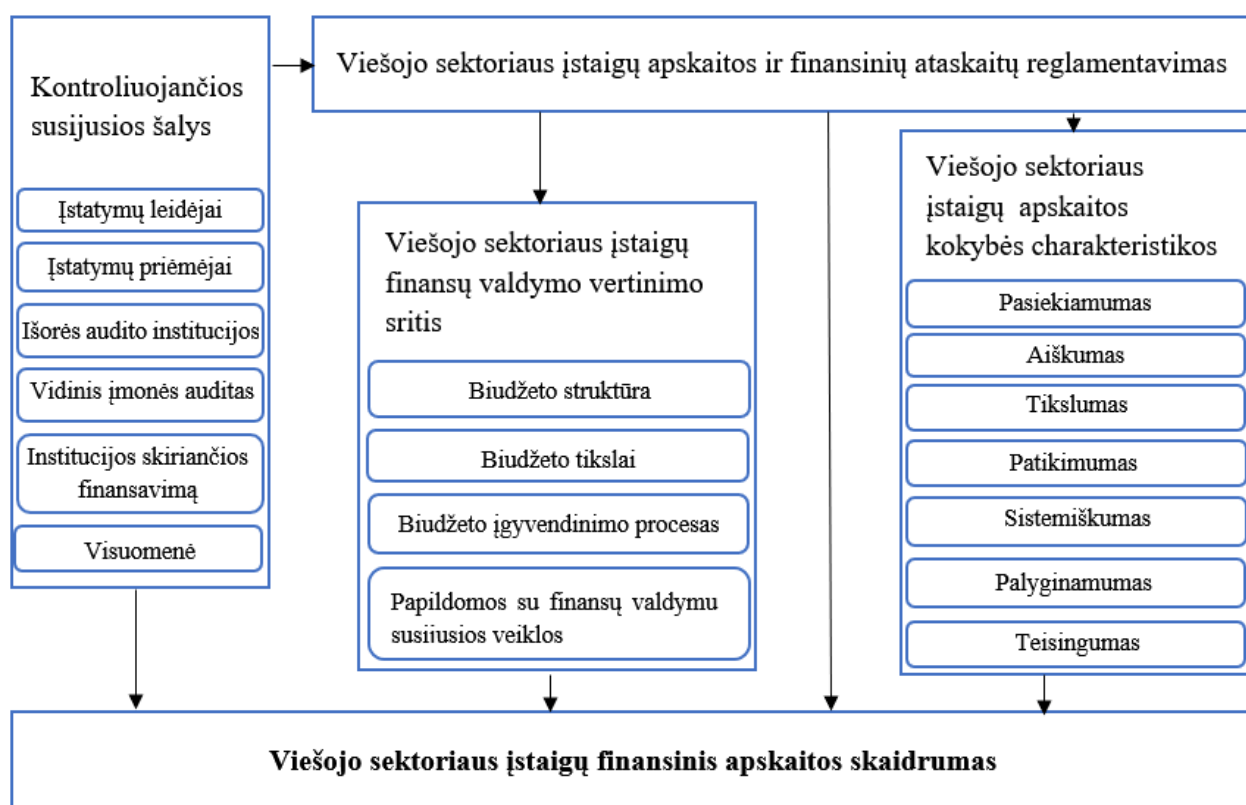 Kontroliuojančios
susijusios šalys
Įstatymų leidėjai
Įstatymų priėmėjai
Išorės audito institucijos
Vidinis įmonės auditas
Institucijos skiriančios
finansavimą
Visuomenė
Viešojo sektoriaus įstaigų apskaitos ir finansinių ataskaitų reglamentavimas
Viešojo sektoriaus įstaigų
finansų valdymo vertinimo
sritis
Biudžeto struktūra
Biudžeto tikslai
Biudžeto įgyvendinimo procesas
Papildomos su finansų valdymu
susijusios veiklos
Viešojo sektoriaus
įstaigų apskaitos
kokybės charakteristikos
Pasiekiamumas
Aiškumas
Tikslumas
Patikimumas
Sistemiškumas
Palyginamumas
Teisingumas
Viešojo sektoriaus įstaigų finansinis apskaitos skaidrumas